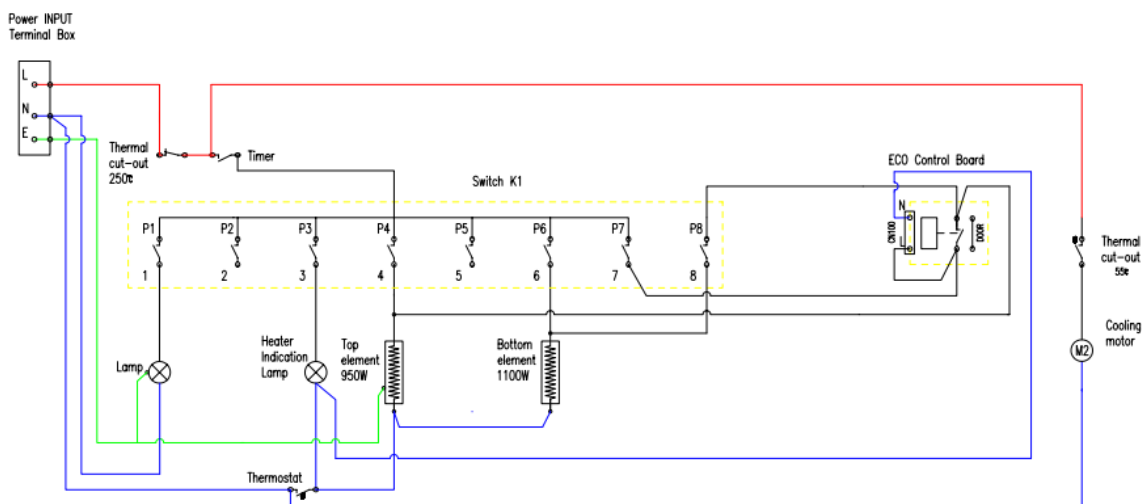 Power INPUT
Terminal Box
L
N
E
Thermal
cut-out
250℃
Timer
Switch K1
ECO Control Board
P1
P2
P3
P4
P5
P6
P7
P8
N
CN100
L
DOOR
1
2
3
4
5
6
7
8
Thermal
cut-out
55℃
Lamp
Heater
Indication
Lamp
Top
element
950W
Bottom
element
1100W
Cooling
motor
M2
Thermostat